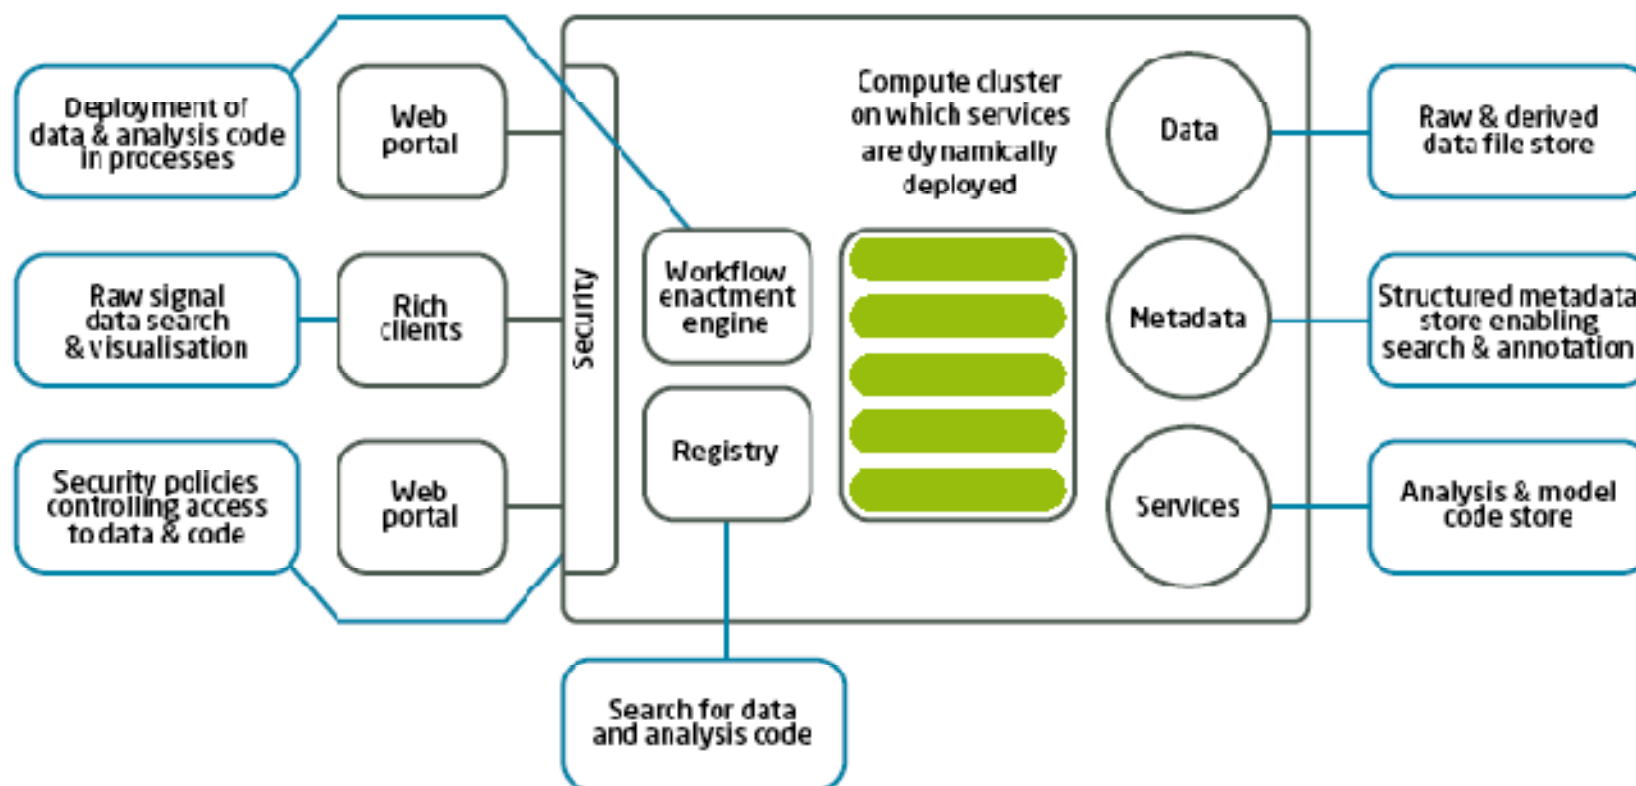 Deployment of
data & analysis code
in processes
Web
portal
Raw signal
data search
& visualisation
Rich
clients
Security policies
controlling access
to data & code
Web
portal
Security
Workflow
enactment
engine
Registry
Search for data
and analysis code
Compute cluster
on which services
are dynamically
deployed
Data
Metadata
Services
Raw & derived
data file store
Structured metadata
store enabling
search & annotation
Analysis & model
code store